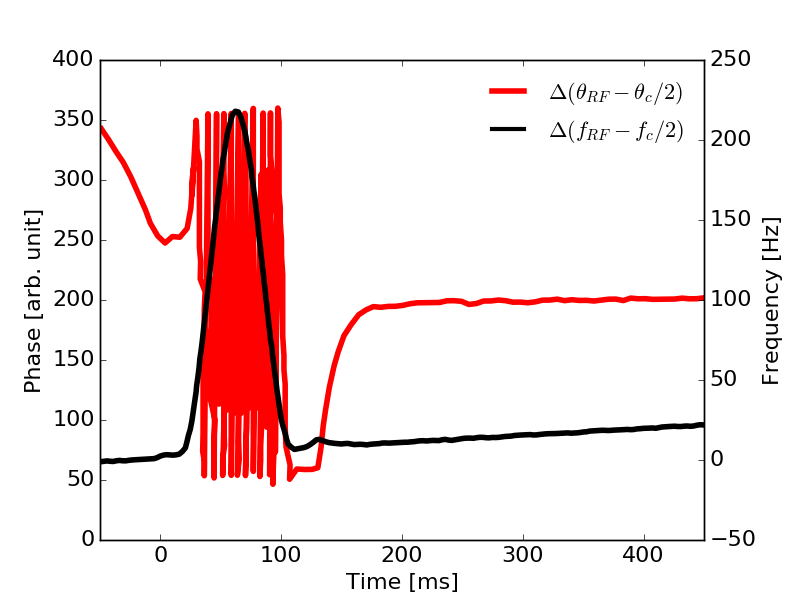 400
350
300
250
200
150
100
50
0
Phase [arb. unit]
250
200
150
100
50
0
−50
Frequency [Hz]
Δ(θ_RF − θ_c/2)
Δ(f_RF − f_c/2)
0 100 200 300 400
Time [ms]